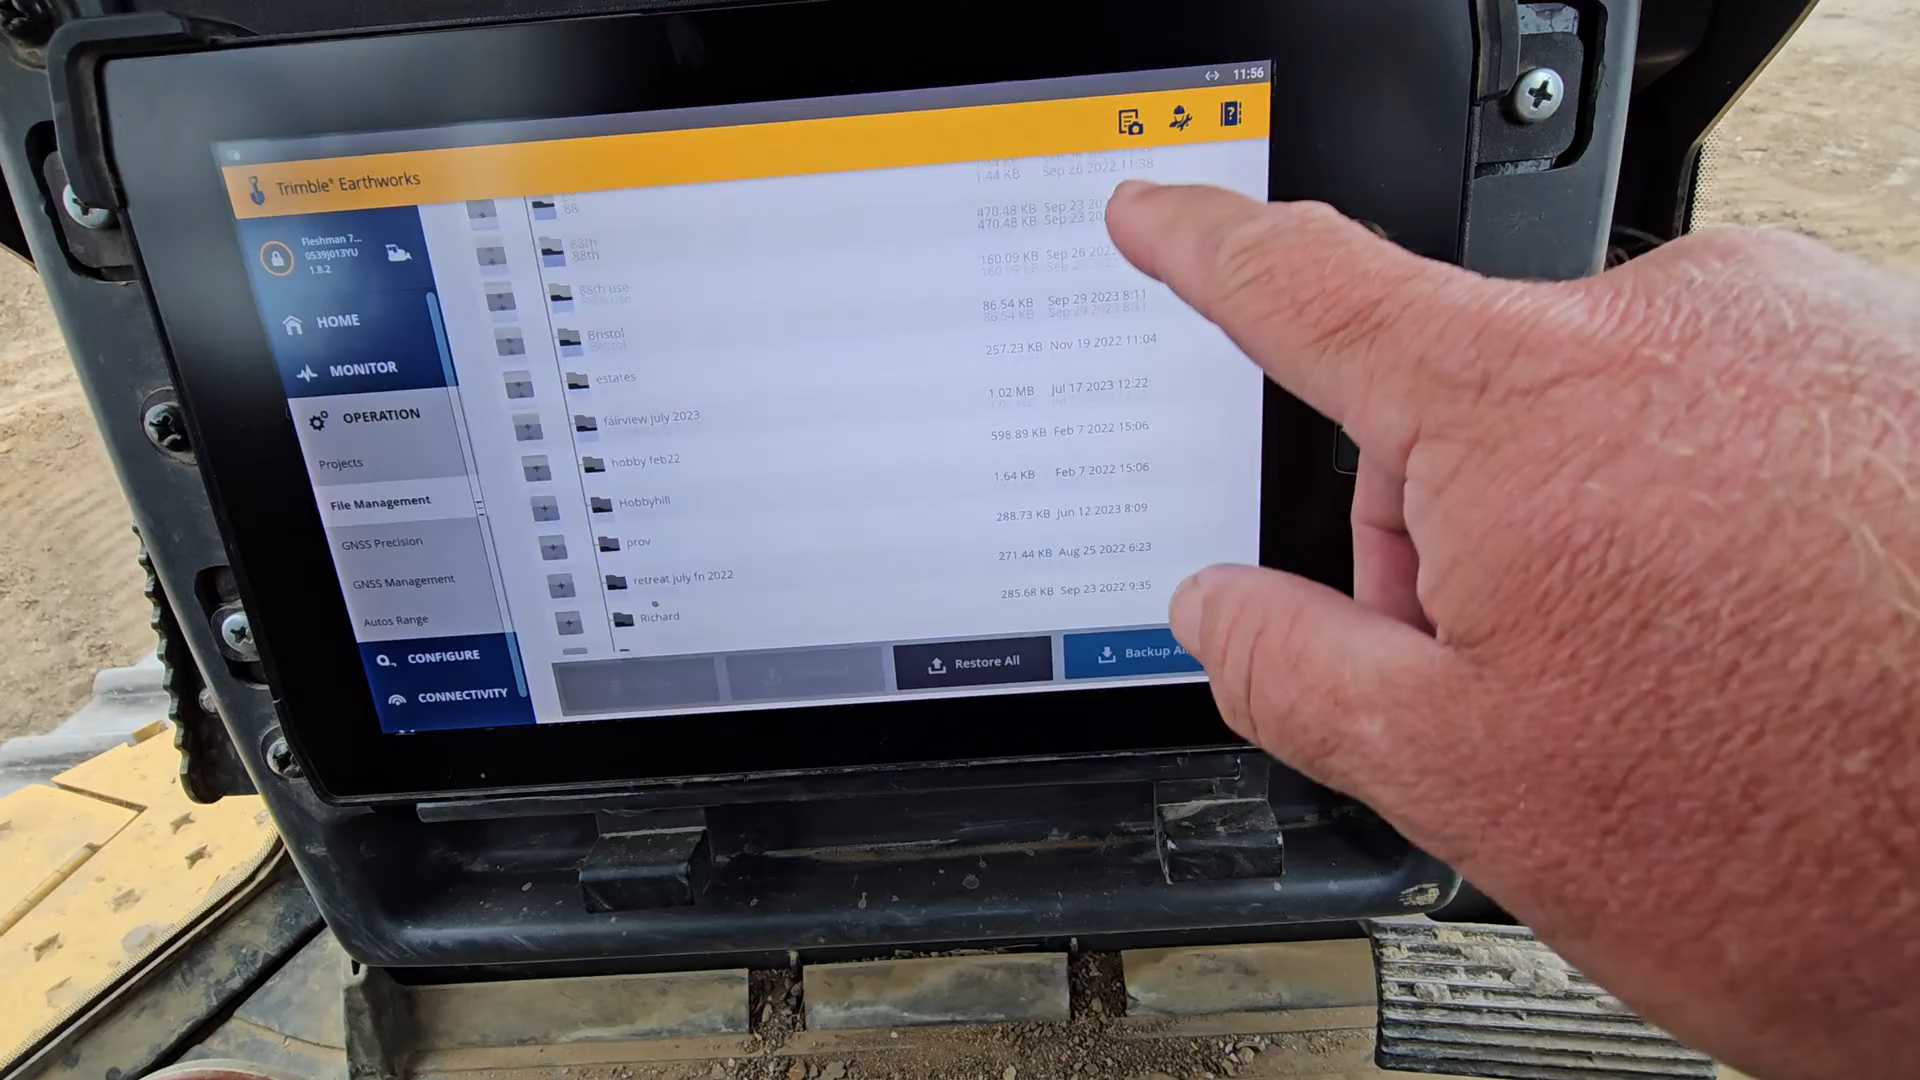 11:56
Trimble® Earthworks
Fleshman 7...
0539J013YU
1.8.2
HOME
MONITOR
OPERATION
Projects
File Management
GNSS Precision
GNSS Management
Autos Range
CONFIGURE
CONNECTIVITY
1.44 KB Sep 26 2022 11:38
68 470.48 KB Sep 23
88th 160.09 KB Sep 26
88th use 86.54 KB Sep 29 2023 8:11
Bristol 257.23 KB Nov 19 2022 11:04
estates 1.02 MB Jul 17 2023 12:22
fairview july 2023 598.89 KB Feb 7 2022 15:06
hobby feb22 1.64 KB Feb 7 2022 15:06
Hobbyhill 288.73 KB Jun 12 2023 8:09
prov 271.44 KB Aug 25 2022 6:23
retreat july fn 2022 285.68 KB Sep 23 2022 9:35
Richard
Restore All
Backup